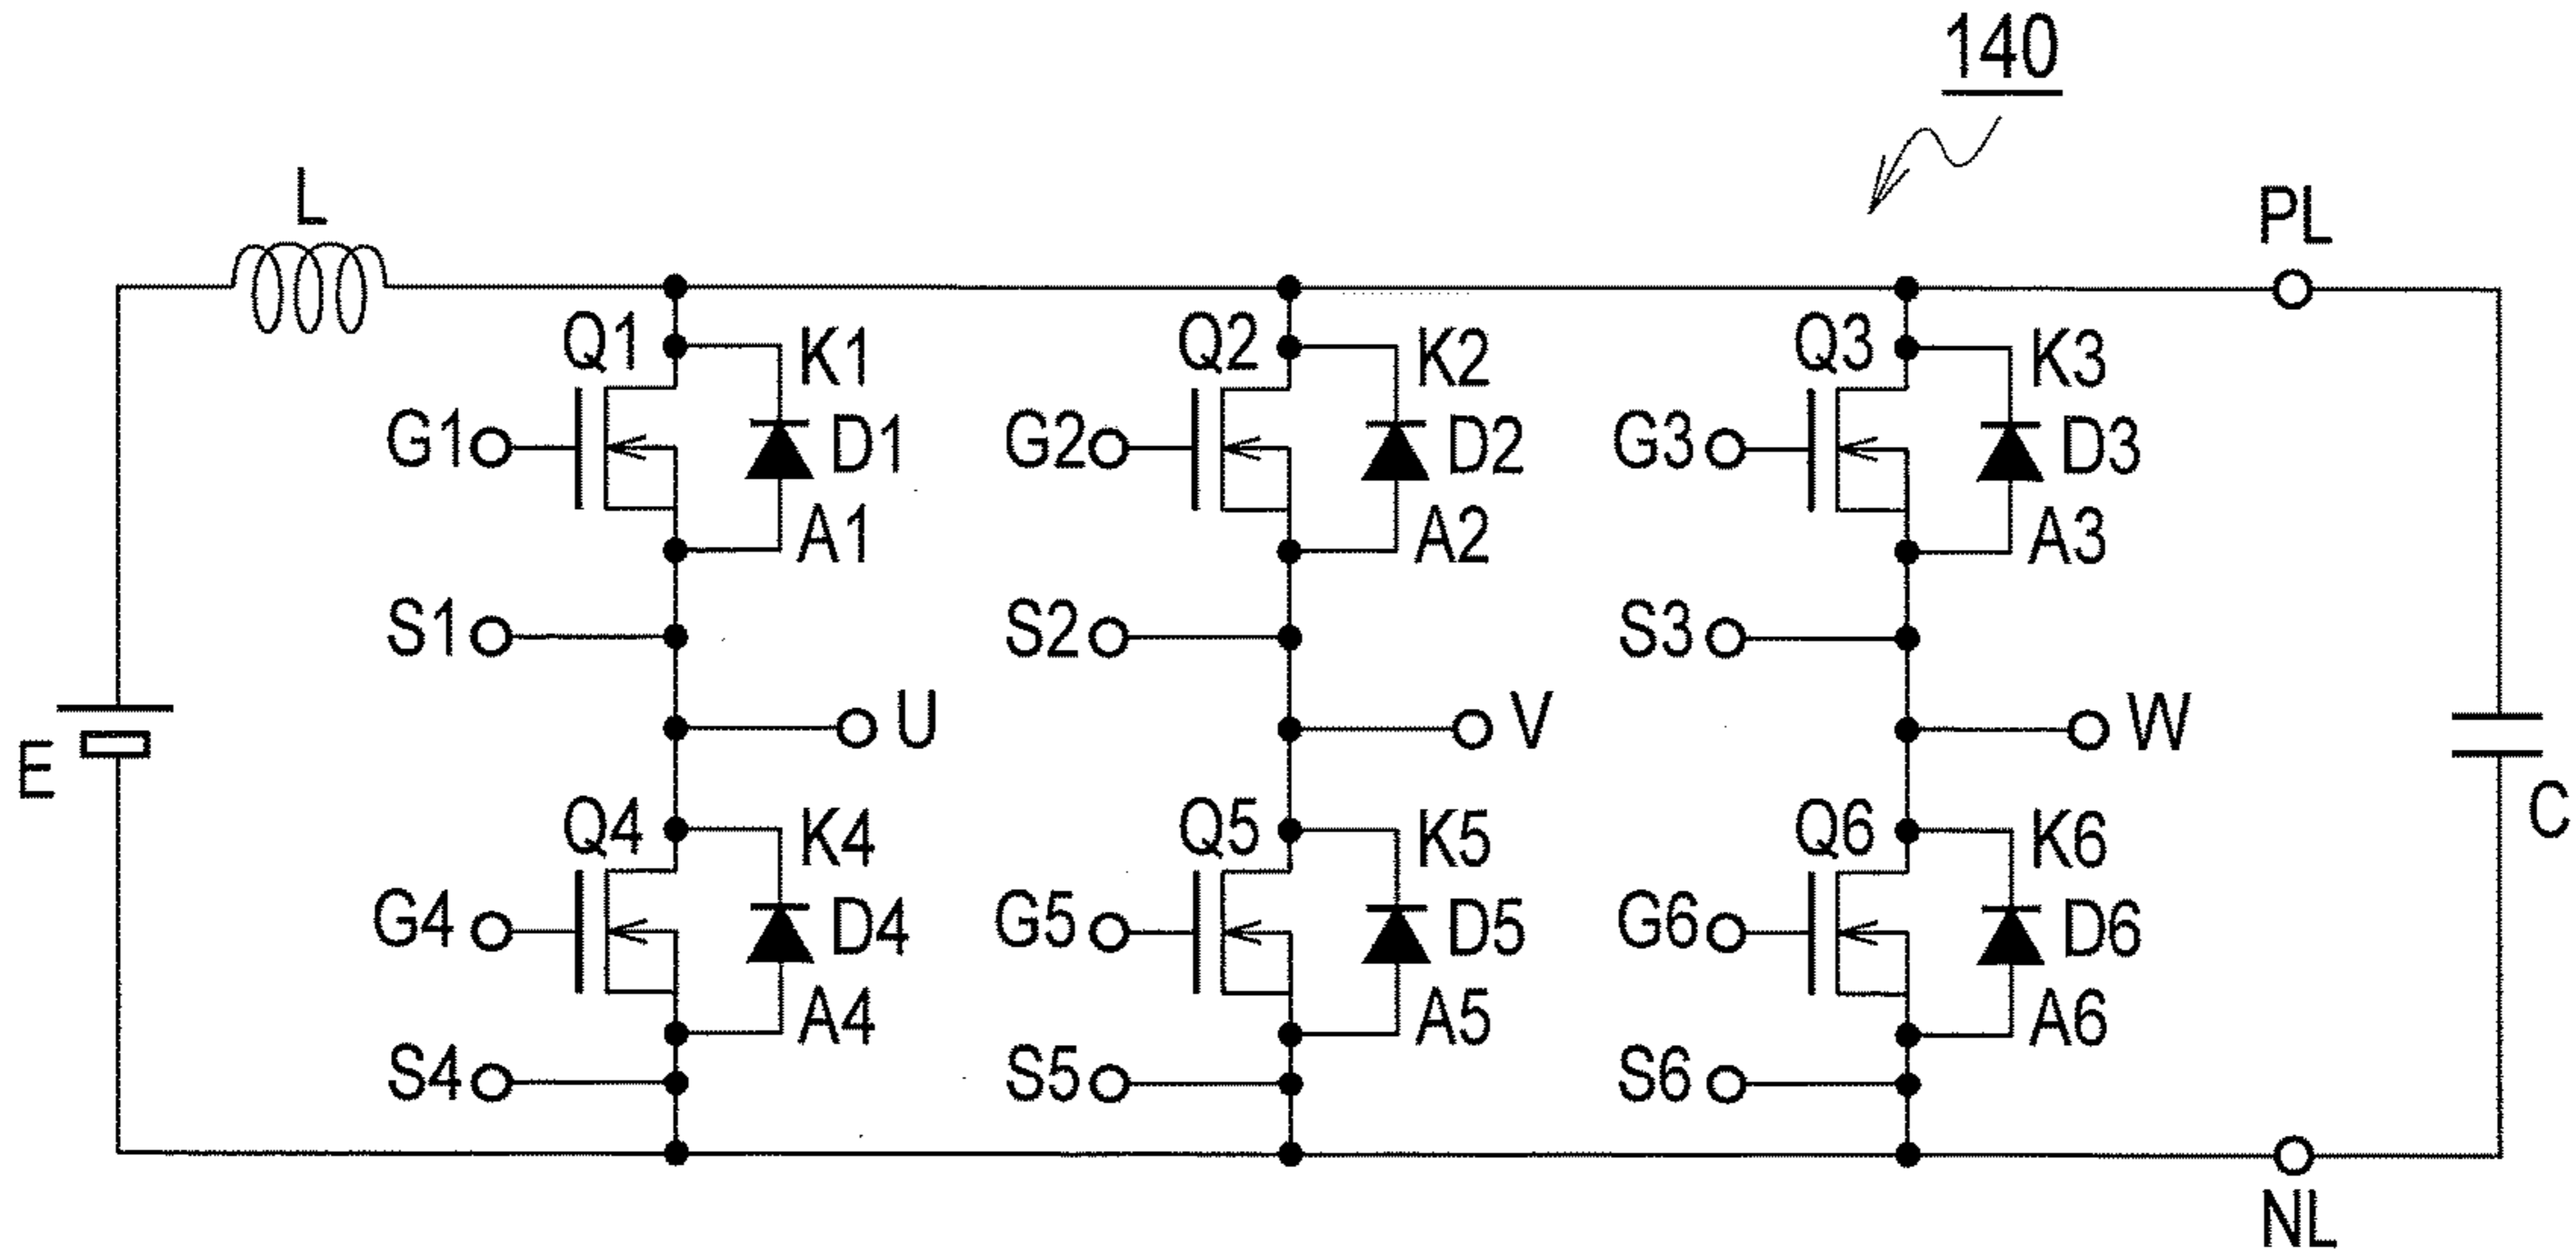 140
L
PL
Q1 K1 Q2 K2 Q3 K3
G1 D1 G2 D2 G3 D3
A1 A2 A3
S1 S2 S3
U V W
E
C
Q4 K4 Q5 K5 Q6 K6
G4 D4 G5 D5 G6 D6
A4 A5 A6
S4 S5 S6
NL